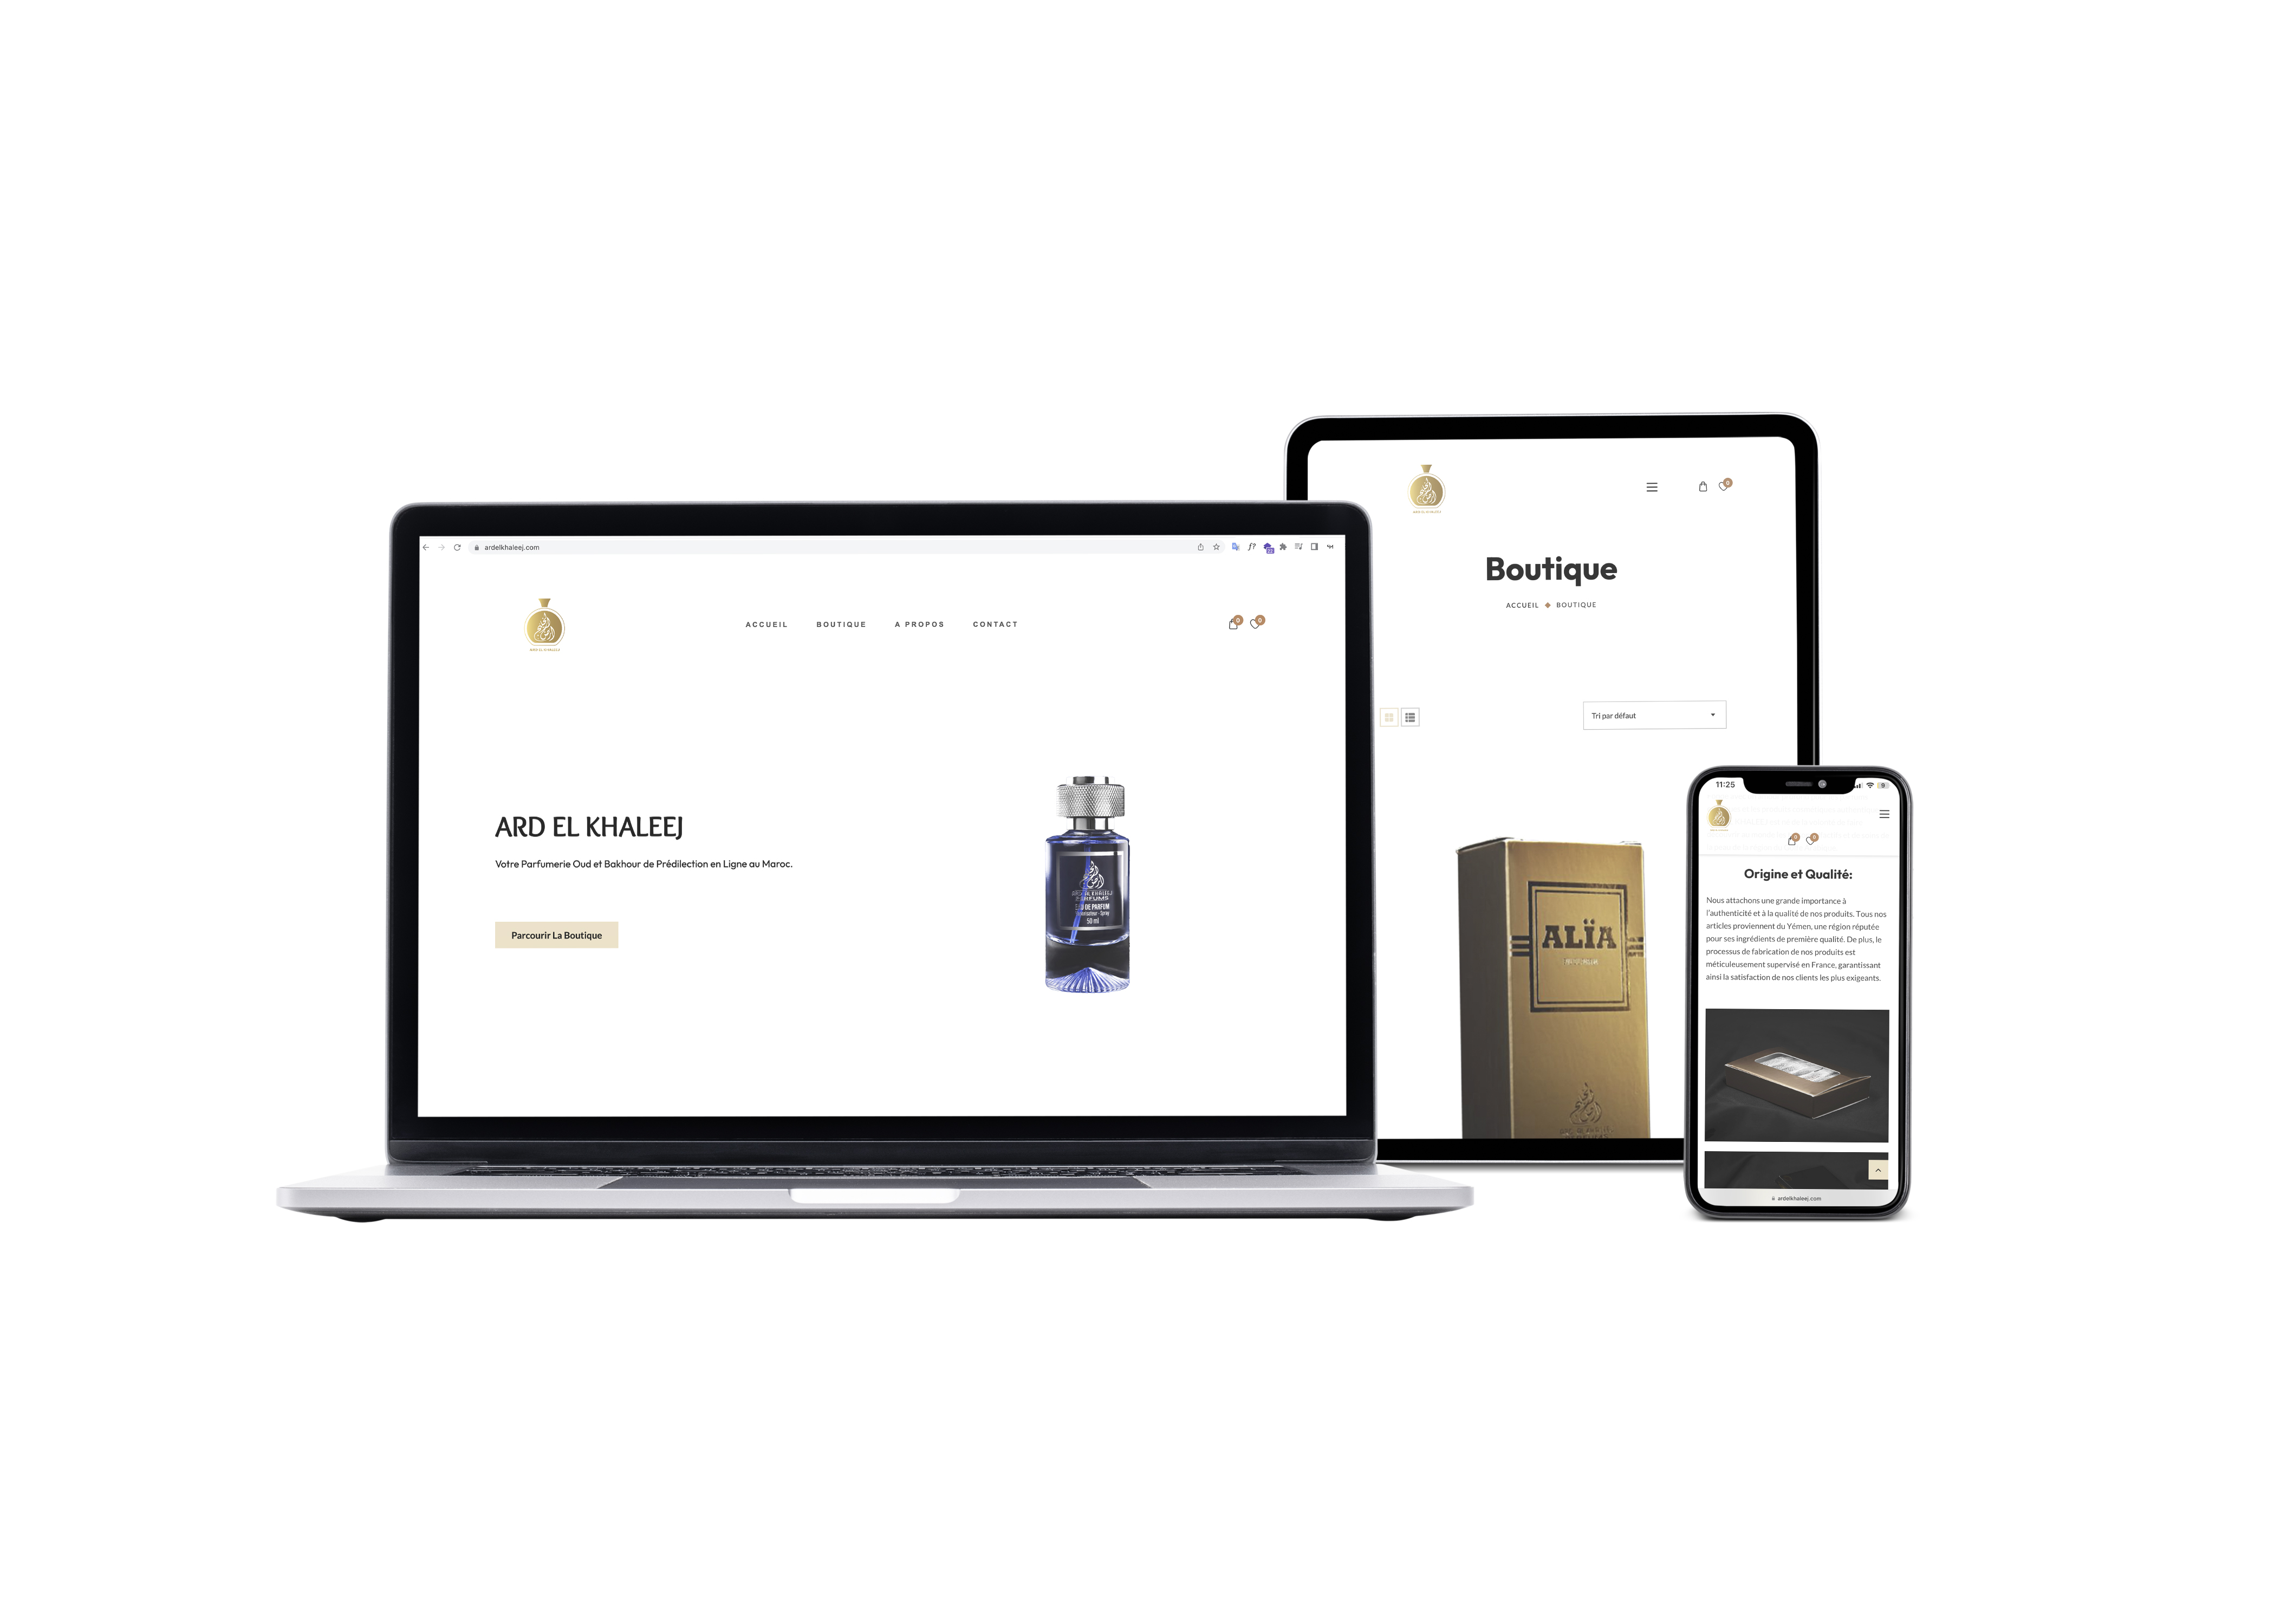 ardelkhaleej.com
ACCUEIL BOUTIQUE A PROPOS CONTACT
0 0
ARD EL KHALEEJ
Votre Parfumerie Oud et Bakhour de Prédilection en Ligne au Maroc.
Parcourir La Boutique
ARD EL KHALEEJ
PARFUMS
EAU DE PARFUM
Vaporisateur - Spray
50 ml
ARD EL KHALEEJ
0
Boutique
ACCUEIL BOUTIQUE
Tri par défaut
ALÏA
11:25
0 0
Origine et Qualité:
Nous attachons une grande importance à
l'authenticité et à la qualité de nos produits. Tous nos
articles proviennent du Yémen, une région réputée
pour ses ingrédients de première qualité. De plus, le
processus de fabrication de nos produits est
méticuleusement supervisé en France, garantissant
ainsi la satisfaction de nos clients les plus exigeants.
ardelkhaleej.com